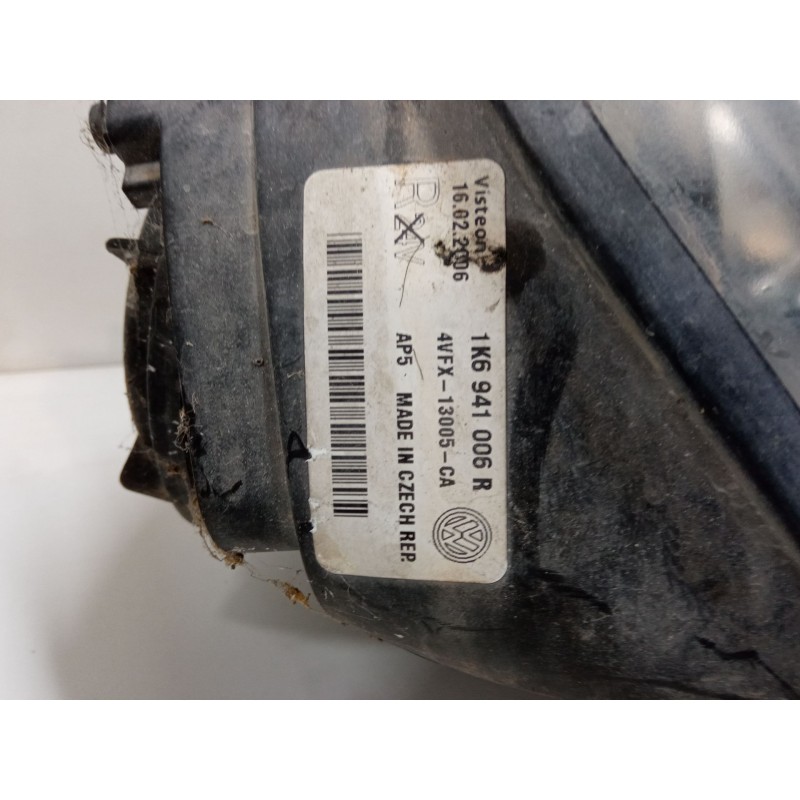 Visteon
16.02.2006
1K6 941 006 R
4VFX-13005-CA
AP5 MADE IN CZECH REP.